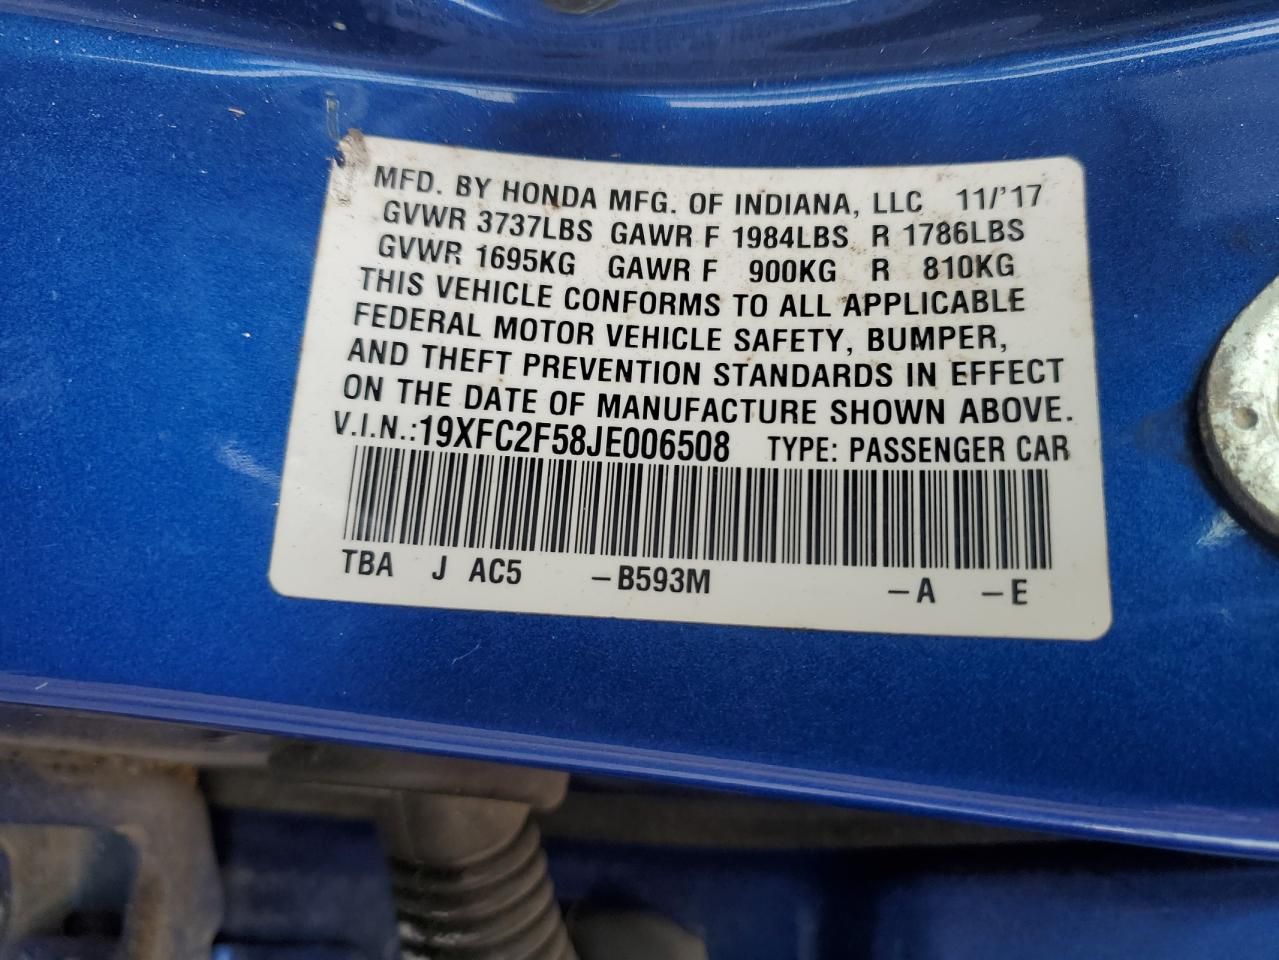 MFD. BY HONDA MFG. OF INDIANA, LLC 11/'17
GVWR 3737LBS GAWR F 1984LBS R 1786LBS
GVWR 1695KG GAWR F 900KG R 810KG
THIS VEHICLE CONFORMS TO ALL APPLICABLE
FEDERAL MOTOR VEHICLE SAFETY, BUMPER,
AND THEFT PREVENTION STANDARDS IN EFFECT
ON THE DATE OF MANUFACTURE SHOWN ABOVE.
V.I.N.:19XFC2F58JE006508 TYPE: PASSENGER CAR
TBA J AC5 –B593M –A –E